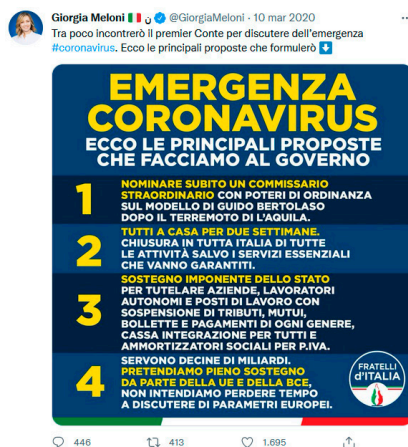 Giorgia Meloni 🇮🇹 ن @GiorgiaMeloni · 10 mar 2020 ...
Tra poco incontrerò il premier Conte per discutere dell'emergenza
#coronavirus. Ecco le principali proposte che formulerò ⬇️
EMERGENZA
CORONAVIRUS
ECCO LE PRINCIPALI PROPOSTE
CHE FACCIAMO AL GOVERNO
1
NOMINARE SUBITO UN COMMISSARIO
STRAORDINARIO CON POTERI DI ORDINANZA
SUL MODELLO DI GUIDO BERTOLASO
DOPO IL TERREMOTO DI L'AQUILA.
2
TUTTI A CASA PER DUE SETTIMANE.
CHIUSURA IN TUTTA ITALIA DI TUTTE
LE ATTIVITÀ SALVO I SERVIZI ESSENZIALI
CHE VANNO GARANTITI.
3
SOSTEGNO IMPONENTE DELLO STATO
PER TUTELARE AZIENDE, LAVORATORI
AUTONOMI E POSTI DI LAVORO CON
SOSPENSIONE DI TRIBUTI, MUTUI,
BOLLETTE E PAGAMENTI DI OGNI GENERE,
CASSA INTEGRAZIONE PER TUTTI E
AMMORTIZZATORI SOCIALI PER P.IVA.
4
SERVONO DECINE DI MILIARDI.
PRETENDIAMO PIENO SOSTEGNO
DA PARTE DELLA UE E DELLA BCE,
NON INTENDIAMO PERDERE TEMPO
A DISCUTERE DI PARAMETRI EUROPEI.
FRATELLI
d'ITALIA
446 413 1.695